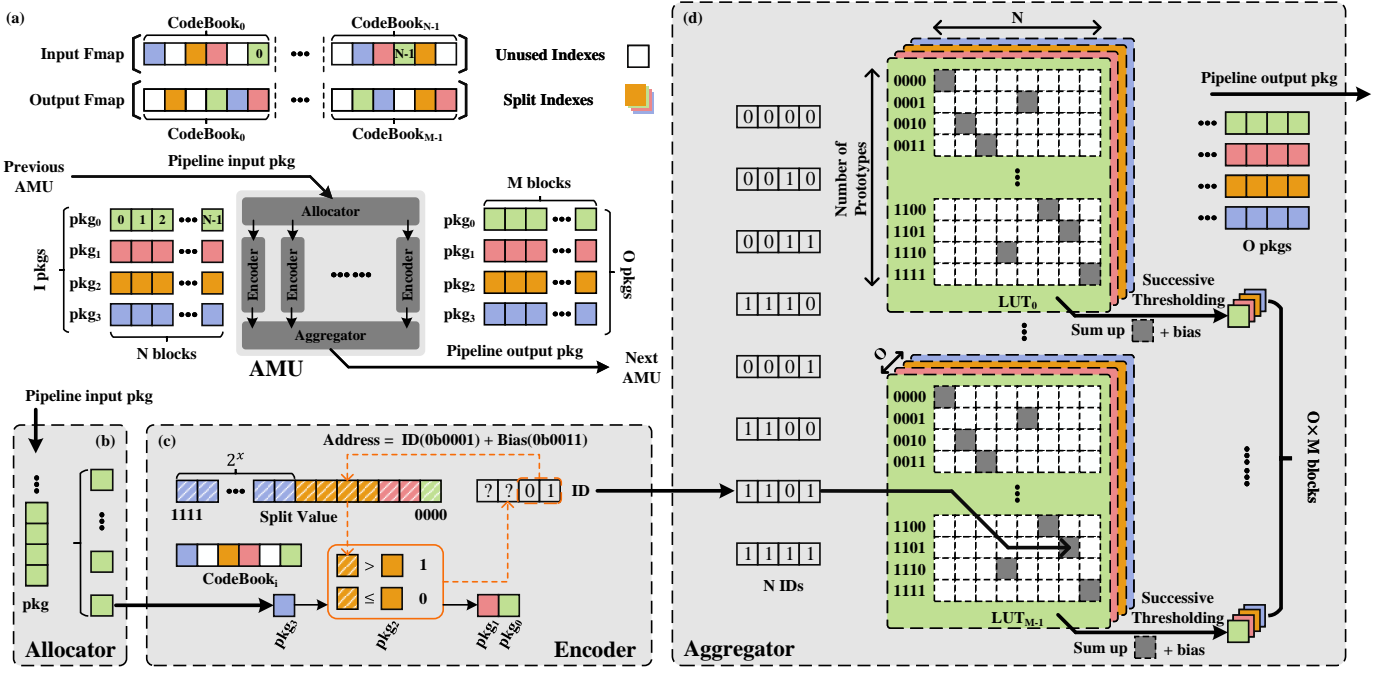 (a)
CodeBook0
CodeBookN-1
Input Fmap
0
N-1
Unused Indexes
Output Fmap
Split Indexes
CodeBook0
CodeBookM-1
Pipeline input pkg
Previous
AMU
M blocks
I pkgs
pkg0 0 1 2 N-1
pkg1
pkg2
pkg3
N blocks
Allocator
Encoder
Encoder
Encoder
Aggregator
AMU
pkg0
pkg1
pkg2
pkg3
O pkgs
Pipeline output pkg
Next
AMU
Pipeline input pkg
(b)
pkg
Allocator
(c)
Address = ID(0b0001) + Bias(0b0011)
2^x
1111
Split Value
0000
? ? 0 1
ID
CodeBooki
> 1
≤ 0
pkg3
pkg2
pkg1
pkg0
Encoder
(d)
0 0 0 0
0 0 1 0
0 0 1 1
1 1 1 0
0 0 0 1
1 1 0 0
1 1 0 1
1 1 1 1
N IDs
N
Number of
Prototypes
0000
0001
0010
0011
1100
1101
1110
1111
LUT0
Successive
Thresholding
Sum up + bias
O
0000
0001
0010
0011
1100
1101
1110
1111
LUTM-1
Successive
Thresholding
Sum up + bias
Pipeline output pkg
O pkgs
O×M blocks
Aggregator